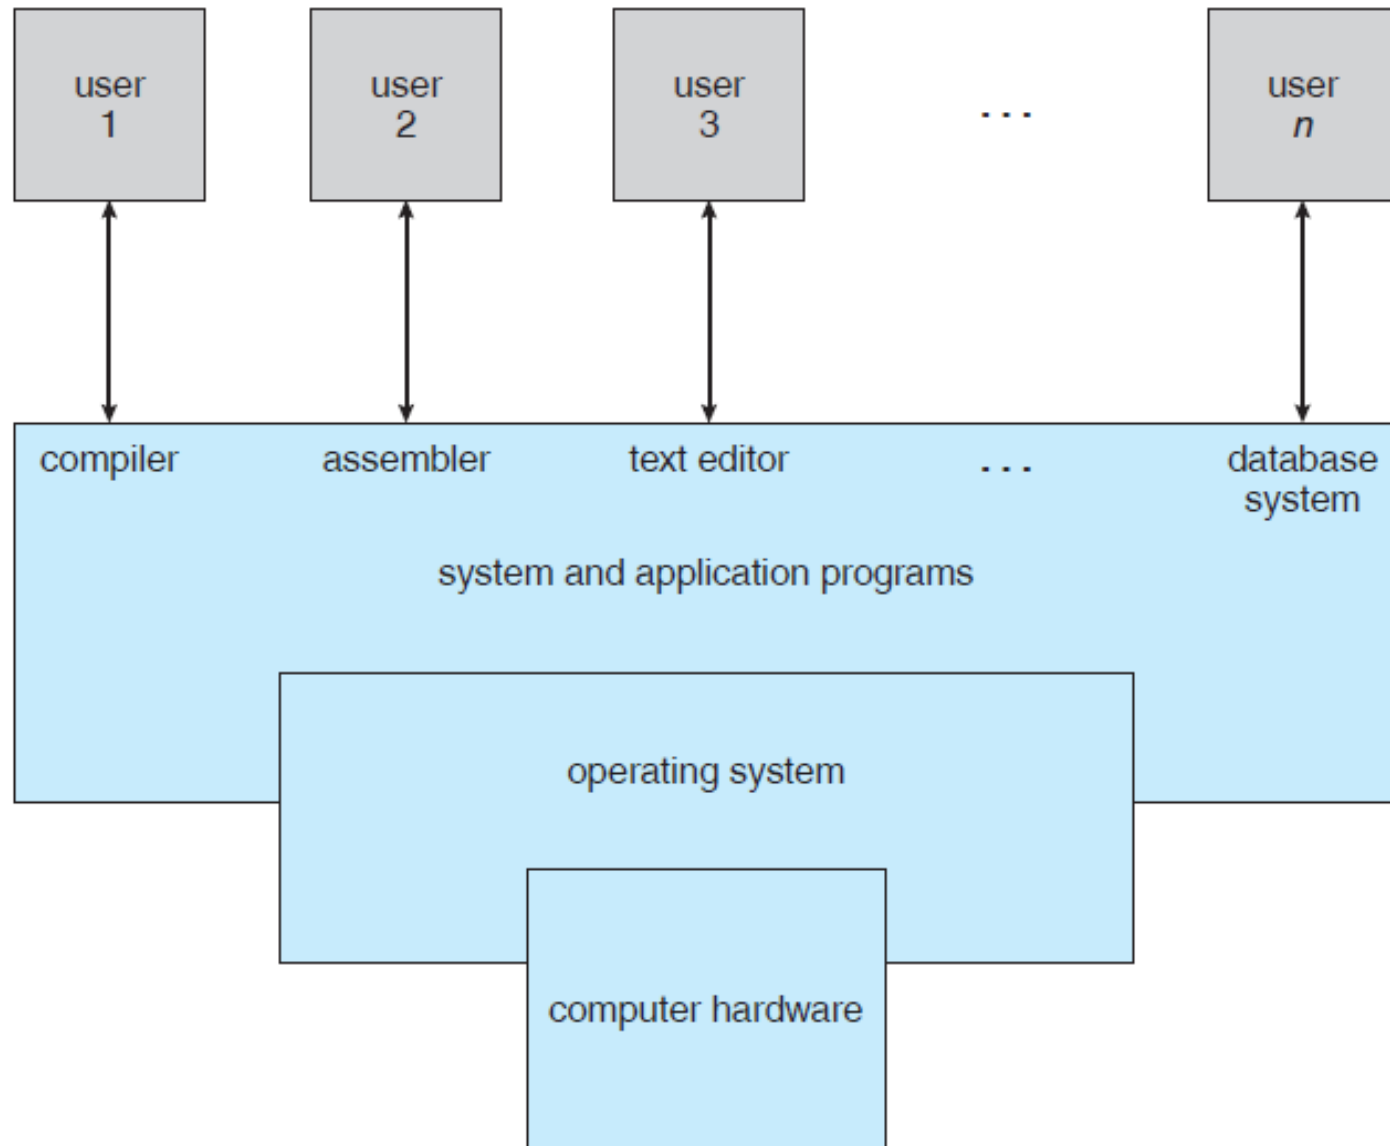 user
1
user
2
user
3
. . .
user
n
compiler
assembler
text editor
. . .
database
system
system and application programs
operating system
computer hardware